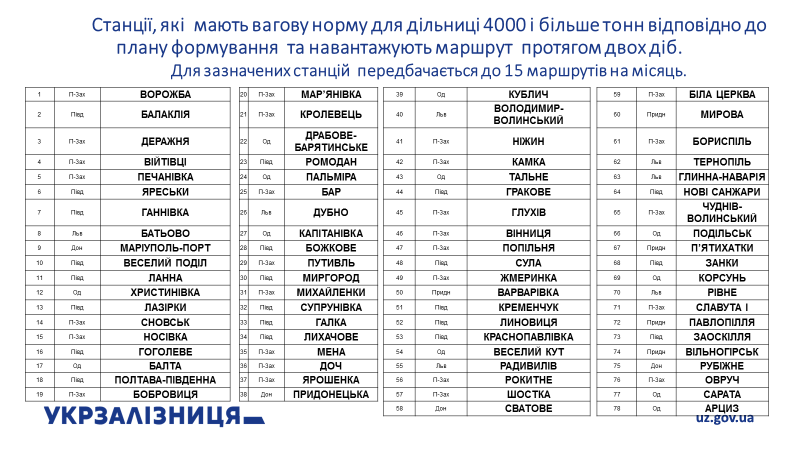 Станції, які мають вагову норму для дільниці 4000 і більше тонн відповідно до
плану формування та навантажують маршрут протягом двох діб.
Для зазначених станцій передбачається до 15 маршрутів на місяць.
1 П-Зах ВОРОЖБА
2 Півд БАЛАКЛІЯ
3 П-Зах ДЕРАЖНЯ
4 П-Зах ВІЙТІВЦІ
5 П-Зах ПЕЧАНІВКА
6 Півд ЯРЕСЬКИ
7 Півд ГАННІВКА
8 Льв БАТЬОВО
9 Дон МАРІУПОЛЬ-ПОРТ
10 Півд ВЕСЕЛИЙ ПОДІЛ
11 Півд ЛАННА
12 Од ХРИСТИНІВКА
13 Півд ЛАЗІРКИ
14 П-Зах СНОВСЬК
15 П-Зах НОСІВКА
16 Півд ГОГОЛЕВЕ
17 Од БАЛТА
18 Півд ПОЛТАВА-ПІВДЕННА
19 П-Зах БОБРОВИЦЯ
20 П-Зах МАР'ЯНІВКА
21 П-Зах КРОЛЕВЕЦЬ
22 Од ДРАБОВЕ-
БАРЯТИНСЬКЕ
23 Півд РОМОДАН
24 Од ПАЛЬМІРА
25 П-Зах БАР
26 Льв ДУБНО
27 Од КАПІТАНІВКА
28 Півд БОЖКОВЕ
29 П-Зах ПУТИВЛЬ
30 Півд МИРГОРОД
31 П-Зах МИХАЙЛЕНКИ
32 Півд СУПРУНІВКА
33 Півд ГАЛКА
34 Півд ЛИХАЧОВЕ
35 П-Зах МЕНА
36 П-Зах ДОЧ
37 П-Зах ЯРОШЕНКА
38 Дон ПРИДОНЕЦЬКА
39 Од КУБЛИЧ
40 Льв ВОЛОДИМИР-
ВОЛИНСЬКИЙ
41 П-Зах НІЖИН
42 П-Зах КАМКА
43 Од ТАЛЬНЕ
44 Півд ГРАКОВЕ
45 П-Зах ГЛУХІВ
46 П-Зах ВІННИЦЯ
47 П-Зах ПОПІЛЬНЯ
48 Півд СУЛА
49 П-Зах ЖМЕРИНКА
50 Придн ВАРВАРІВКА
51 Півд КРЕМЕНЧУК
52 Півд ЛИНОВИЦЯ
53 Півд КРАСНОПАВЛІВКА
54 Од ВЕСЕЛИЙ КУТ
55 Льв РАДИВИЛІВ
56 П-Зах РОКИТНЕ
57 П-Зах ШОСТКА
58 Дон СВАТОВЕ
59 П-Зах БІЛА ЦЕРКВА
60 Придн МИРОВА
61 П-Зах БОРИСПІЛЬ
62 Льв ТЕРНОПІЛЬ
63 Льв ГЛИННА-НАВАРІЯ
64 Півд НОВІ САНЖАРИ
65 П-Зах ЧУДНІВ-
ВОЛИНСЬКИЙ
66 Од ПОДІЛЬСЬК
67 Придн П'ЯТИХАТКИ
68 Півд ЗАНКИ
69 Од КОРСУНЬ
70 Льв РІВНЕ
71 П-Зах СЛАВУТА І
72 Придн ПАВЛОПІЛЛЯ
73 Півд ЗАОСКІЛЛЯ
74 Придн ВІЛЬНОГІРСЬК
75 Дон РУБІЖНЕ
76 П-Зах ОВРУЧ
77 Од САРАТА
78 Од АРЦИЗ
УКРЗАЛІЗНИЦЯ
uz.gov.ua